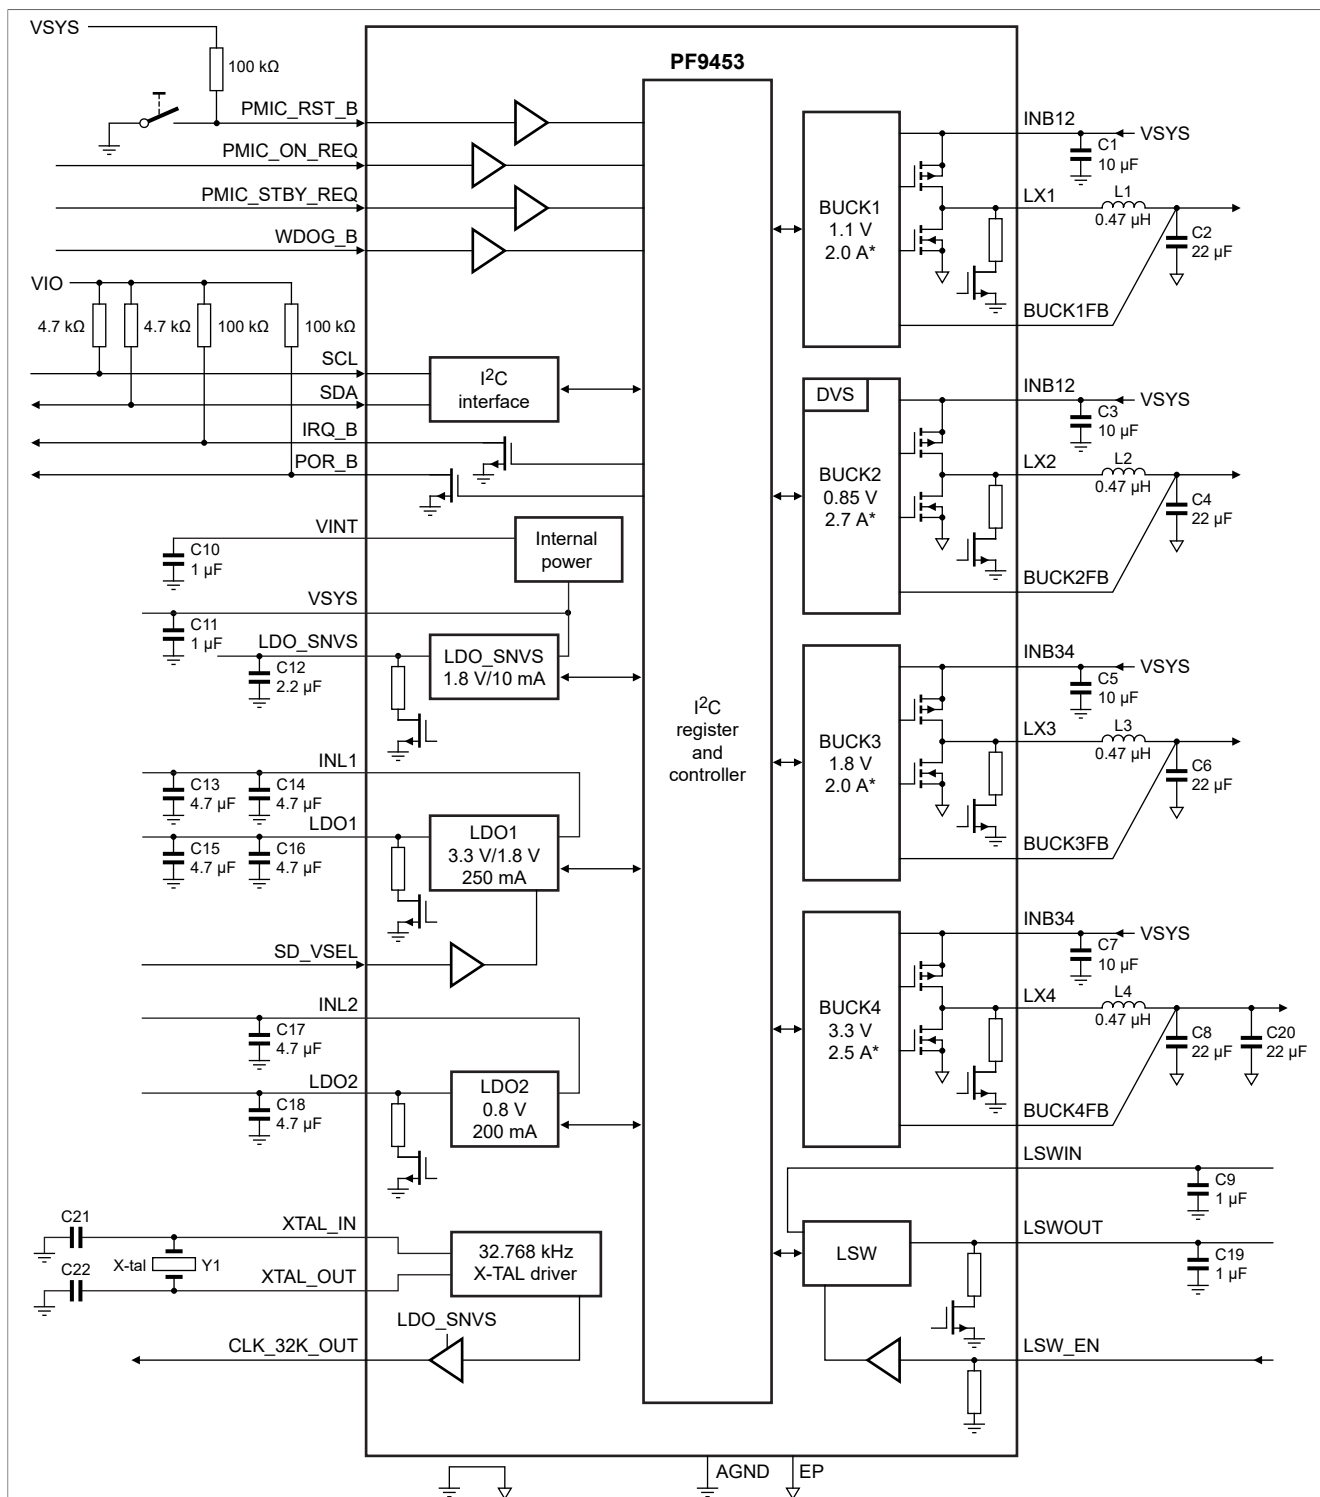 VSYS
100 kΩ
PF9453
PMIC_RST_B
PMIC_ON_REQ
PMIC_STBY_REQ
WDOG_B
VIO
4.7 kΩ
4.7 kΩ
100 kΩ
100 kΩ
SCL
SDA
IRQ_B
POR_B
I2C
interface
VINT
C10
1 µF
Internal
power
VSYS
C11
1 µF
LDO_SNVS
C12
2.2 µF
LDO_SNVS
1.8 V/10 mA
INL1
C13
4.7 µF
C14
4.7 µF
LDO1
C15
4.7 µF
C16
4.7 µF
LDO1
3.3 V/1.8 V
250 mA
SD_VSEL
INL2
C17
4.7 µF
LDO2
C18
4.7 µF
LDO2
0.8 V
200 mA
C21
XTAL_IN
X-tal
Y1
C22
XTAL_OUT
32.768 kHz
X-TAL driver
LDO_SNVS
CLK_32K_OUT
I2C
register
and
controller
BUCK1
1.1 V
2.0 A*
INB12
VSYS
C1
10 µF
LX1
L1
0.47 µH
C2
22 µF
BUCK1FB
DVS
BUCK2
0.85 V
2.7 A*
INB12
VSYS
C3
10 µF
LX2
L2
0.47 µH
C4
22 µF
BUCK2FB
BUCK3
1.8 V
2.0 A*
INB34
VSYS
C5
10 µF
LX3
L3
0.47 µH
C6
22 µF
BUCK3FB
BUCK4
3.3 V
2.5 A*
INB34
VSYS
C7
10 µF
LX4
L4
0.47 µH
C8
22 µF
C20
22 µF
BUCK4FB
LSWIN
C9
1 µF
LSW
LSWOUT
C19
1 µF
LSW_EN
AGND
EP